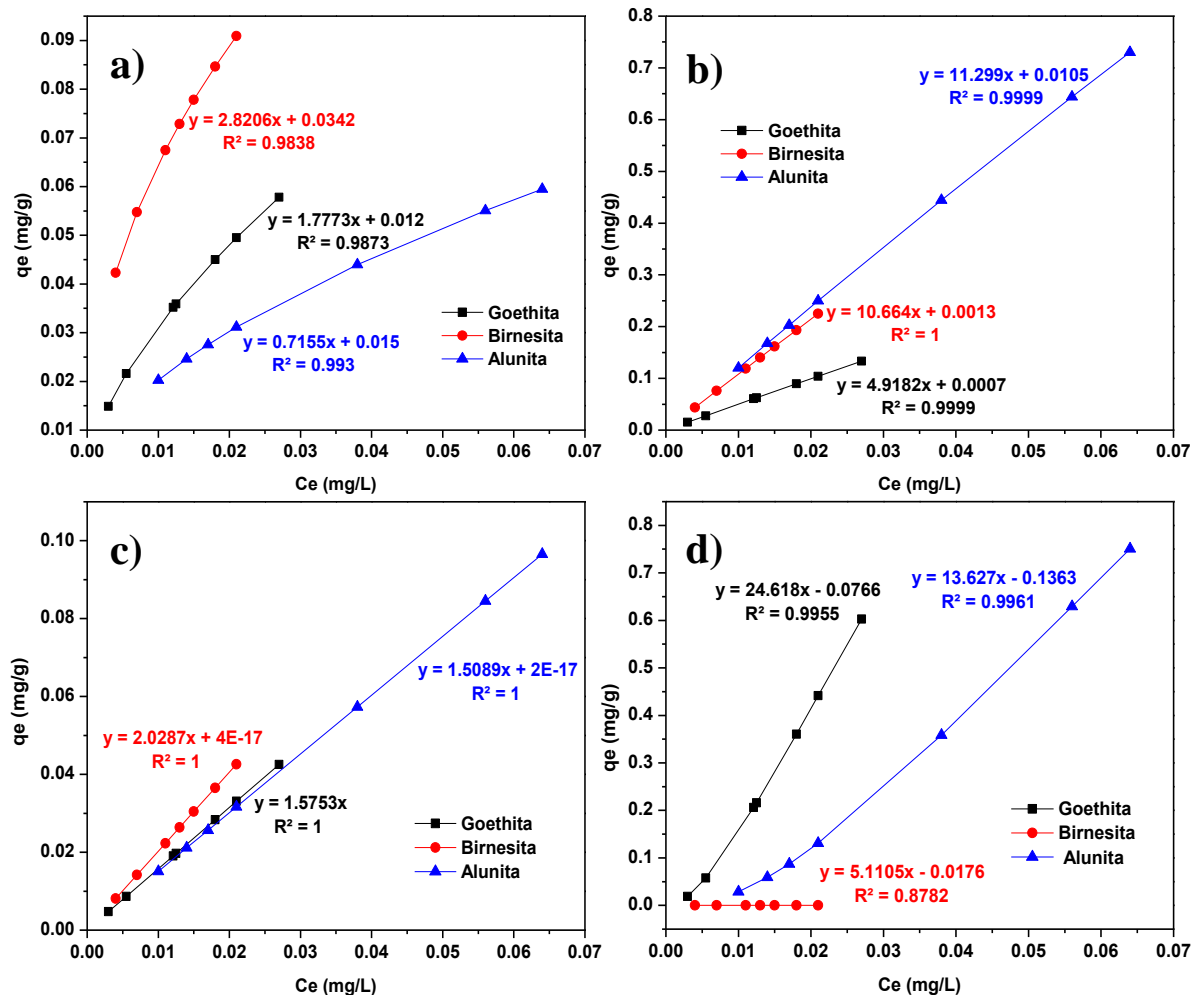 a)
0.09
0.08
0.07
0.06
0.05
0.04
0.03
0.02
0.01
qe (mg/g)
y = 2.8206x + 0.0342
R² = 0.9838
y = 1.7773x + 0.012
R² = 0.9873
y = 0.7155x + 0.015
R² = 0.993
Goethita
Birnesita
Alunita
0.00 0.01 0.02 0.03 0.04 0.05 0.06 0.07
Ce (mg/L)
b)
0.8
0.7
0.6
0.5
0.4
0.3
0.2
0.1
0.0
qe (mg/g)
y = 11.299x + 0.0105
R² = 0.9999
Goethita
Birnesita
Alunita
y = 10.664x + 0.0013
R² = 1
y = 4.9182x + 0.0007
R² = 0.9999
0.00 0.01 0.02 0.03 0.04 0.05 0.06 0.07
Ce (mg/L)
c)
0.10
0.08
0.06
0.04
0.02
0.00
qe (mg/g)
y = 1.5089x + 2E-17
R² = 1
y = 2.0287x + 4E-17
R² = 1
y = 1.5753x
R² = 1
Goethita
Birnesita
Alunita
0.00 0.01 0.02 0.03 0.04 0.05 0.06 0.07
Ce (mg/L)
d)
0.8
0.7
0.6
0.5
0.4
0.3
0.2
0.1
0.0
qe (mg/g)
y = 24.618x - 0.0766
R² = 0.9955
y = 13.627x - 0.1363
R² = 0.9961
Goethita
Birnesita
Alunita
y = 5.1105x - 0.0176
R² = 0.8782
0.00 0.01 0.02 0.03 0.04 0.05 0.06 0.07
Ce (mg/L)